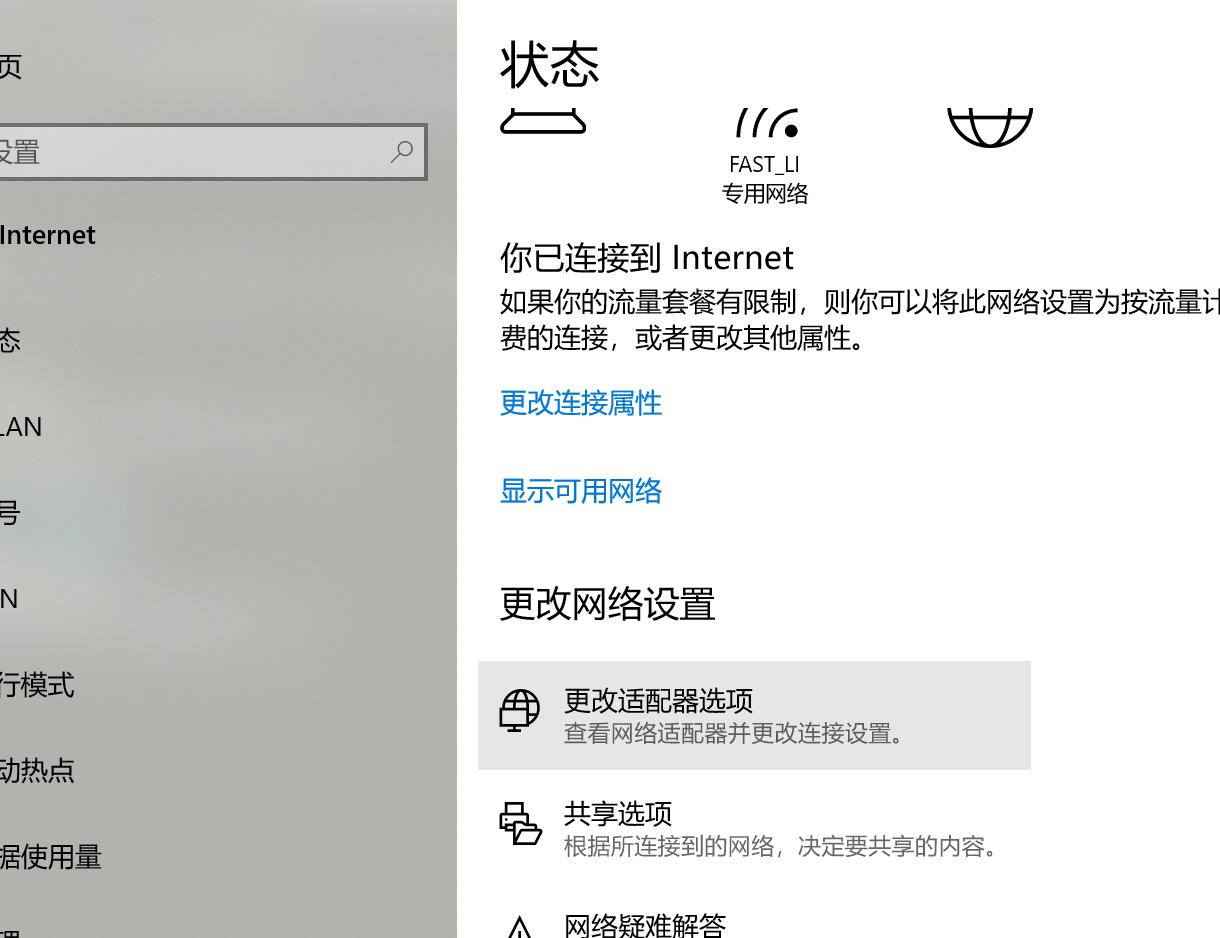 页
设置
Internet
态
LAN
号
N
行模式
动热点
据使用量
理
状态
FAST_LI
专用网络
你已连接到 Internet
如果你的流量套餐有限制，则你可以将此网络设置为按流量计
费的连接，或者更改其他属性。
更改连接属性
显示可用网络
更改网络设置
更改适配器选项
查看网络适配器并更改连接设置。
共享选项
根据所连接到的网络，决定要共享的内容。
网络疑难解答